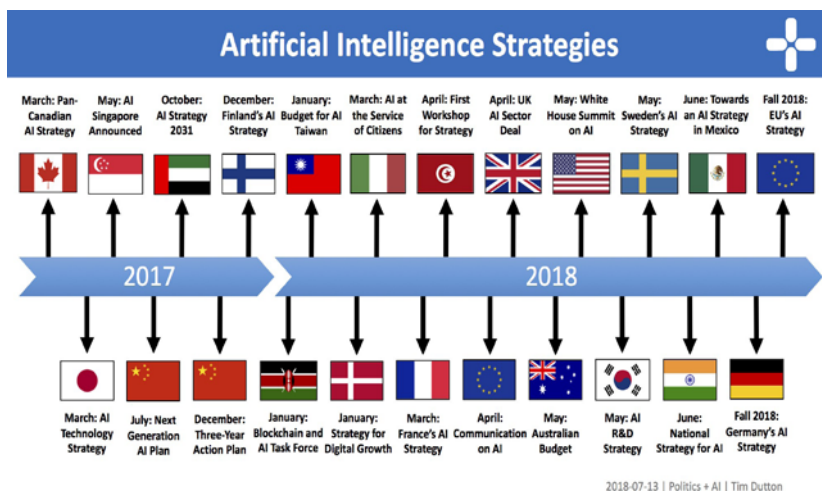 Artificial Intelligence Strategies
March: Pan-
Canadian
AI Strategy
May: AI
Singapore
Announced
October:
AI Strategy
2031
December:
Finland's AI
Strategy
January:
Budget for AI
Taiwan
March: AI at
the Service
of Citizens
April: First
Workshop
for Strategy
April: UK
AI Sector
Deal
May: White
House Summit
on AI
May:
Sweden's AI
Strategy
June: Towards
an AI Strategy
in Mexico
Fall 2018:
EU's AI
Strategy
2017
2018
March: AI
Technology
Strategy
July: Next
Generation
AI Plan
December:
Three-Year
Action Plan
January:
Blockchain and
AI Task Force
January:
Strategy for
Digital Growth
March:
France's AI
Strategy
April:
Communication
on AI
May:
Australian
Budget
May: AI
R&D
Strategy
June:
National
Strategy for AI
Fall 2018:
Germany's AI
Strategy
2018-07-13 | Politics + AI | Tim Dutton